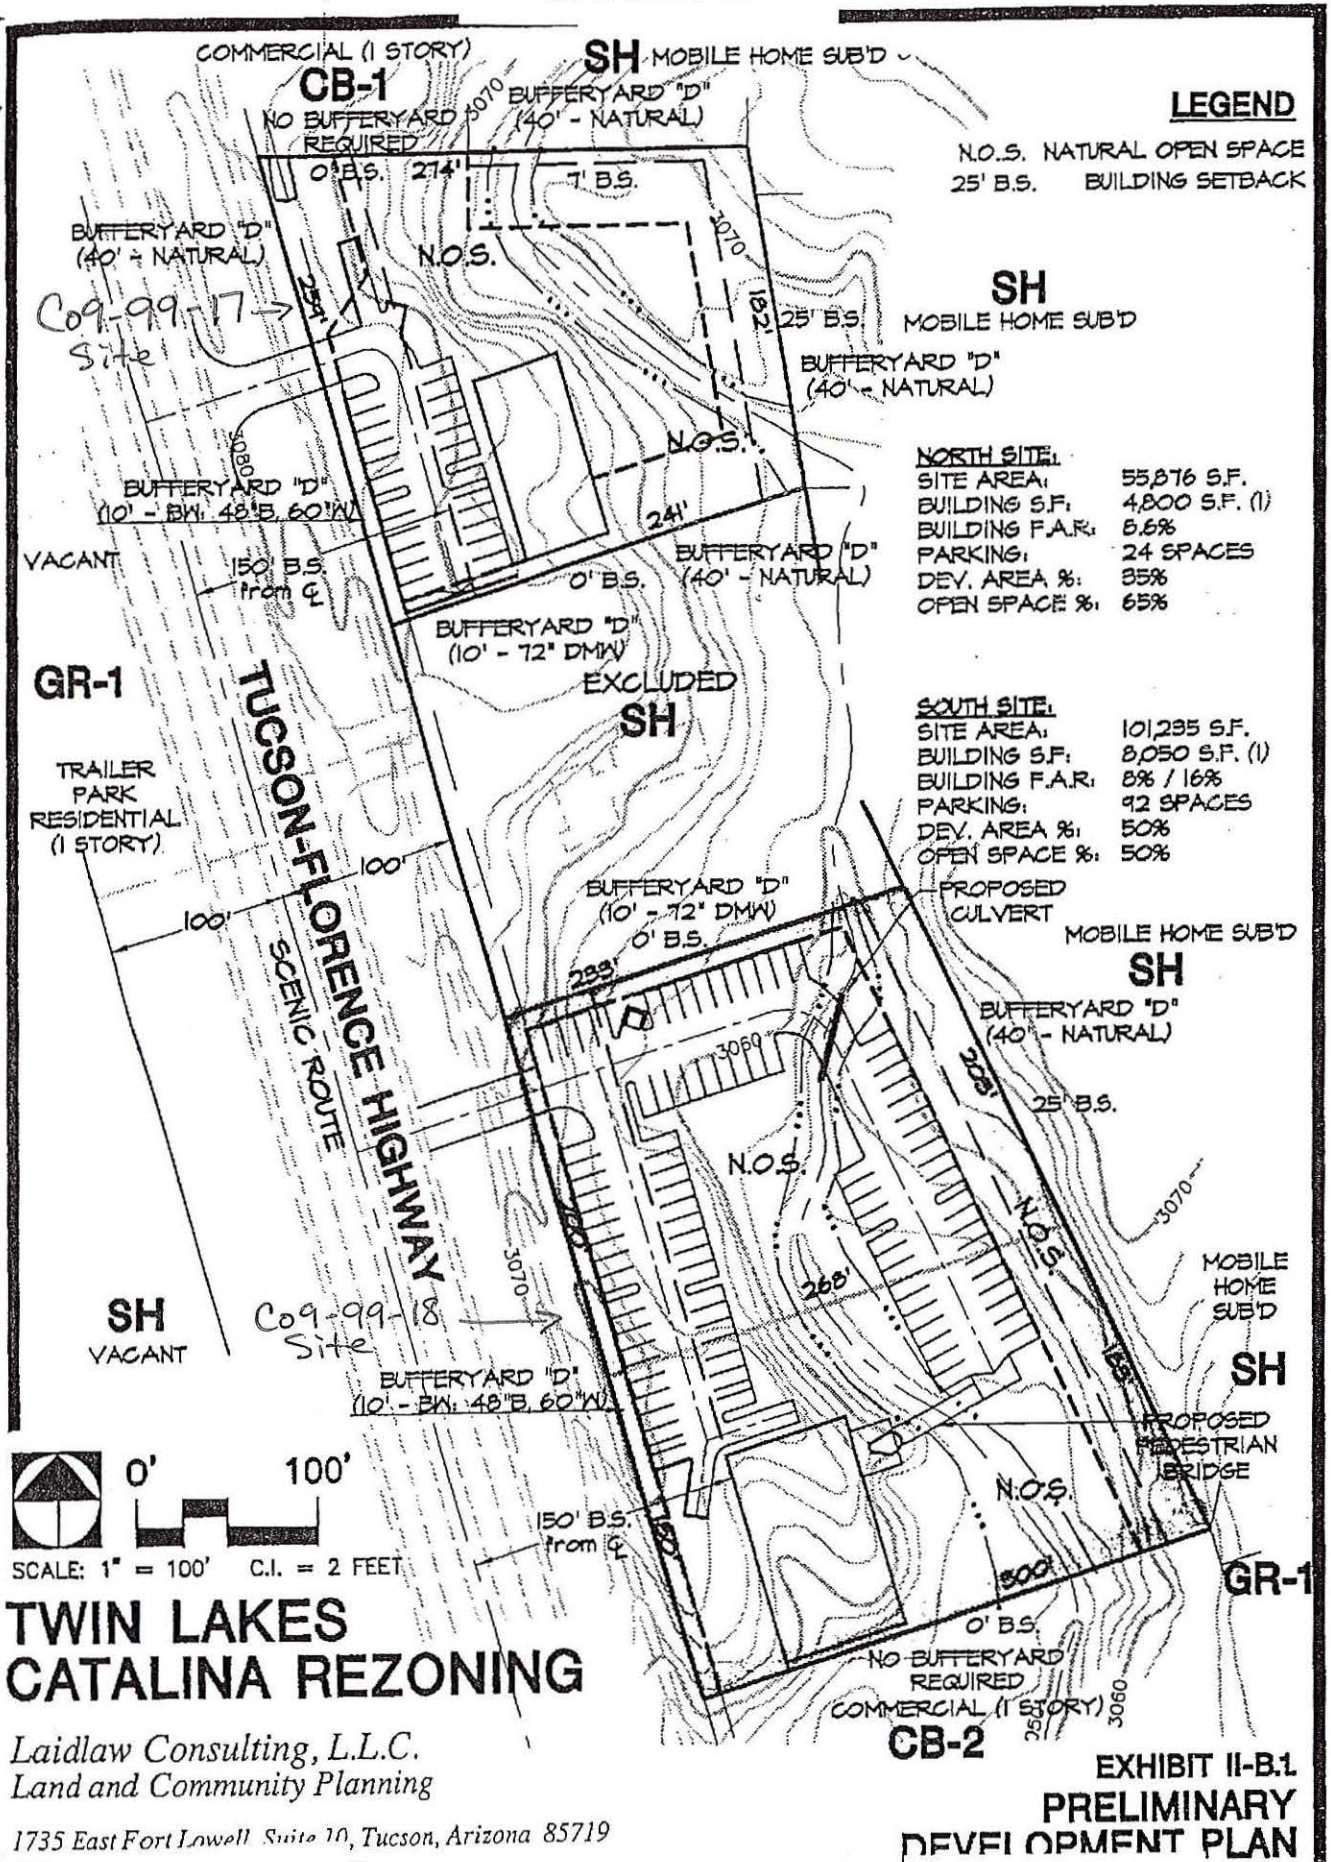 COMMERCIAL (1 STORY)
CB-1
NO BUFFERYARD
REQUIRED
SH MOBILE HOME SUB'D
BUFFERYARD "D"
(40' - NATURAL)
3070
LEGEND
N.O.S. NATURAL OPEN SPACE
25' B.S. BUILDING SETBACK
0' B.S.
274'
7' B.S.
BUFFERYARD "D"
(40' - NATURAL)
N.O.S.
3070
Co9-99-17
Site
259'
182'
25' B.S.
SH
MOBILE HOME SUB'D
BUFFERYARD "D"
(40' - NATURAL)
3080
N.O.S.
BUFFERYARD "D"
(10' - BW: 48"B, 60"W)
241'
VACANT
150' B.S.
from ℄
0' B.S.
BUFFERYARD "D"
(40' - NATURAL)
BUFFERYARD "D"
(10' - 72" DMW)
NORTH SITE:
SITE AREA: 55,876 S.F.
BUILDING S.F: 4,800 S.F. (1)
BUILDING F.A.R: 8.6%
PARKING: 24 SPACES
DEV. AREA %: 35%
OPEN SPACE %: 65%
GR-1
EXCLUDED
SH
TUCSON-FLORENCE HIGHWAY
SCENIC ROUTE
SOUTH SITE:
SITE AREA: 101,235 S.F.
BUILDING S.F: 8,050 S.F. (1)
BUILDING F.A.R: 8% / 16%
PARKING: 92 SPACES
DEV. AREA %: 50%
OPEN SPACE %: 50%
TRAILER
PARK
RESIDENTIAL
(1 STORY)
100'
100'
BUFFERYARD "D"
(10' - 72" DMW)
0' B.S.
PROPOSED
CULVERT
MOBILE HOME SUB'D
SH
BUFFERYARD "D"
(40' - NATURAL)
3060
25' B.S.
N.O.S.
N.O.S.
3070
3070
268'
MOBILE
HOME
SUB'D
SH
SH
VACANT
Co9-99-18
Site
BUFFERYARD "D"
(10' - BW: 48"B, 60"W)
PROPOSED
PEDESTRIAN
BRIDGE
N.O.S.
150' B.S.
from ℄
150'
300'
GR-1
0' B.S.
NO BUFFERYARD
REQUIRED
COMMERCIAL (1 STORY)
CB-2
3060
0' 100'
SCALE: 1" = 100' C.I. = 2 FEET
TWIN LAKES
CATALINA REZONING
Laidlaw Consulting, L.L.C.
Land and Community Planning
1735 East Fort Lowell Suite 10, Tucson, Arizona 85719
EXHIBIT II-B.1.
PRELIMINARY
DEVELOPMENT PLAN